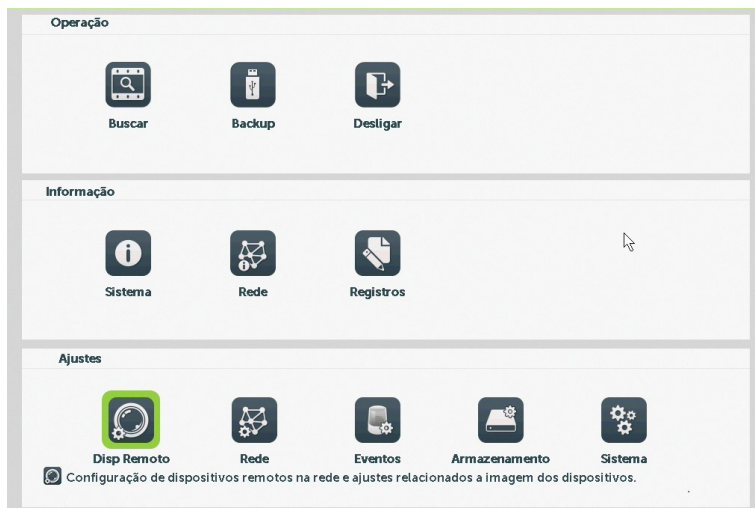 Operação
Buscar Backup Desligar
Informação
Sistema Rede Registros
Ajustes
Disp Remoto Rede Eventos Armazenamento Sistema
Configuração de dispositivos remotos na rede e ajustes relacionados a imagem dos dispositivos.